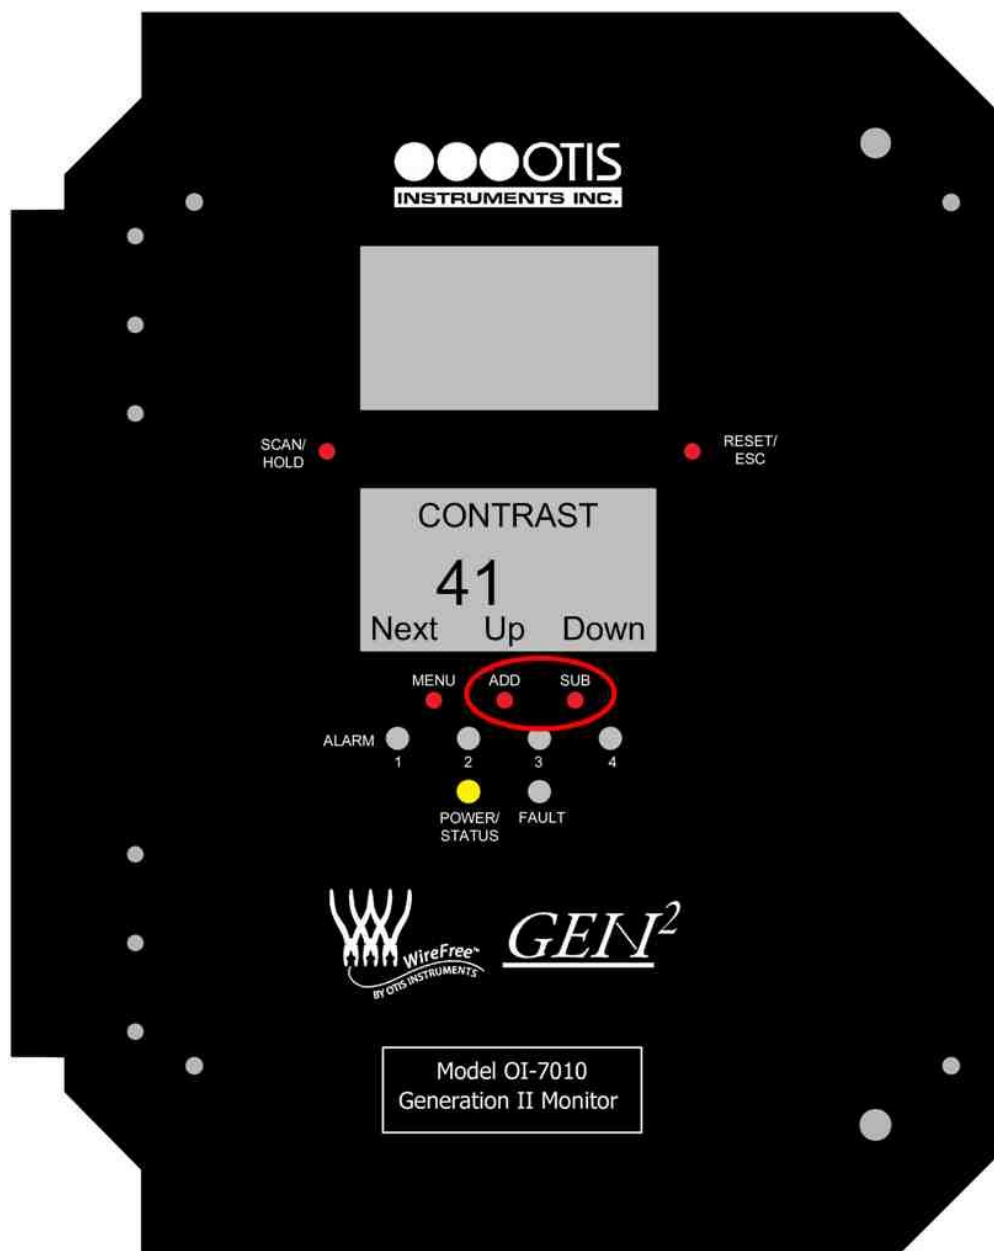 OTIS
INSTRUMENTS INC.
SCAN/
HOLD
RESET/
ESC
CONTRAST
41
Next Up Down
MENU ADD SUB
ALARM
1 2 3 4
POWER/
STATUS
FAULT
WireFree™
BY OTIS INSTRUMENTS
GEN²
Model OI-7010
Generation II Monitor